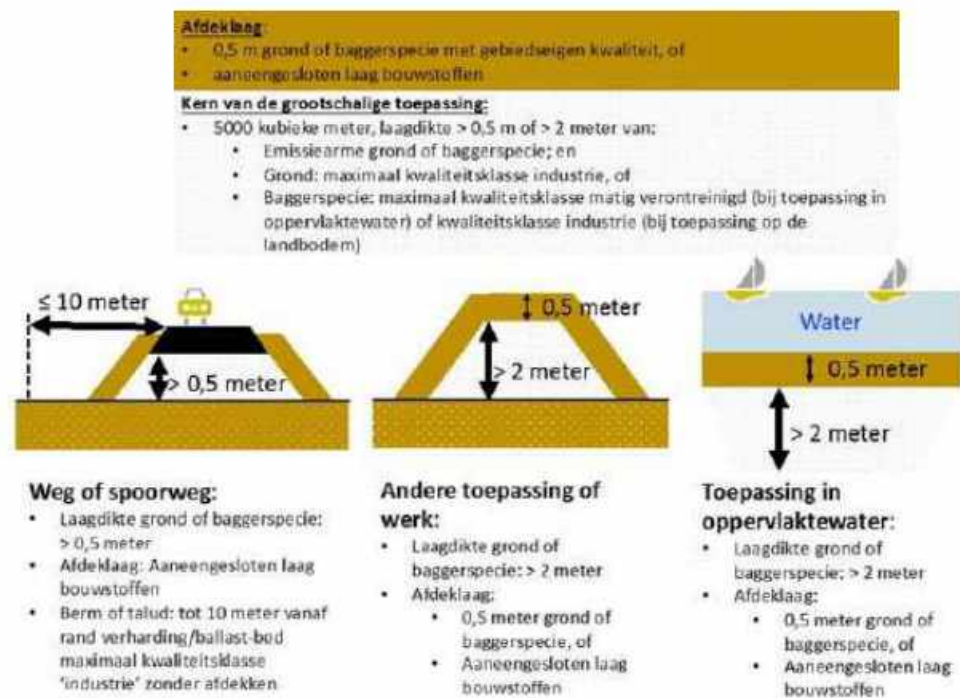 Afdeklaag:
• 0,5 m grond of baggerspecie met gebiedseigen kwaliteit, of
• aaneengesloten laag bouwstoffen
Kern van de grootschalige toepassing:
• 5000 kubieke meter, laagdikte > 0,5 m of > 2 meter van:
• Emissiearme grond of baggerspecie; en
• Grond: maximaal kwaliteitsklasse industrie, of
• Baggerspecie: maximaal kwaliteitsklasse matig verontreinigd (bij toepassing in
oppervlaktewater) of kwaliteitsklasse industrie (bij toepassing op de
landbodem)
≤ 10 meter
> 0,5 meter
0,5 meter
> 2 meter
Water
0,5 meter
> 2 meter
Weg of spoorweg:
• Laagdikte grond of baggerspecie:
> 0,5 meter
• Afdeklaag: Aaneengesloten laag
bouwstoffen
• Berm of talud: tot 10 meter vanaf
rand verharding/ballast-bed
maximaal kwaliteitsklasse
'industrie' zonder afdekken
Andere toepassing of
werk:
• Laagdikte grond of
baggerspecie: > 2 meter
• Afdeklaag:
• 0,5 meter grond of
baggerspecie, of
• Aaneengesloten laag
bouwstoffen
Toepassing in
oppervlaktewater:
• Laagdikte grond of
baggerspecie: > 2 meter
• Afdeklaag:
• 0,5 meter grond of
baggerspecie, of
• Aaneengesloten laag
bouwstoffen